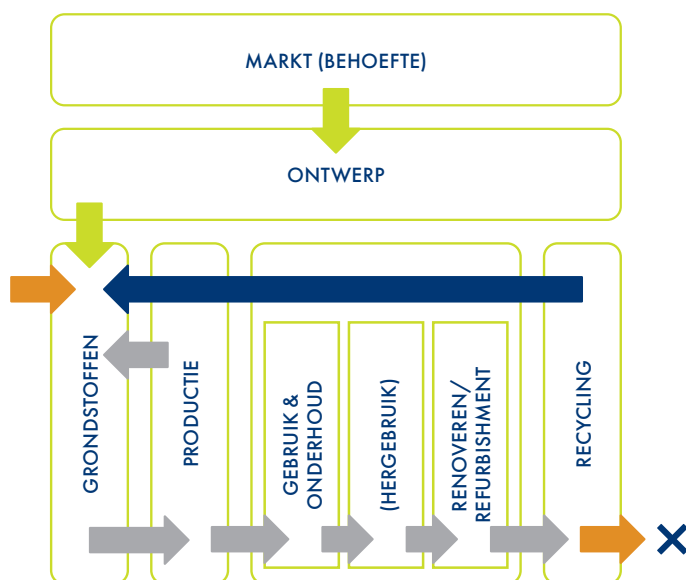 MARKT (BEHOEFTE)
ONTWERP
GRONDSTOFFEN
PRODUCTIE
GEBRUIK &
ONDERHOUD
(HERGEBRUIK)
RENOVEREN/
REFURBISHMENT
RECYCLING